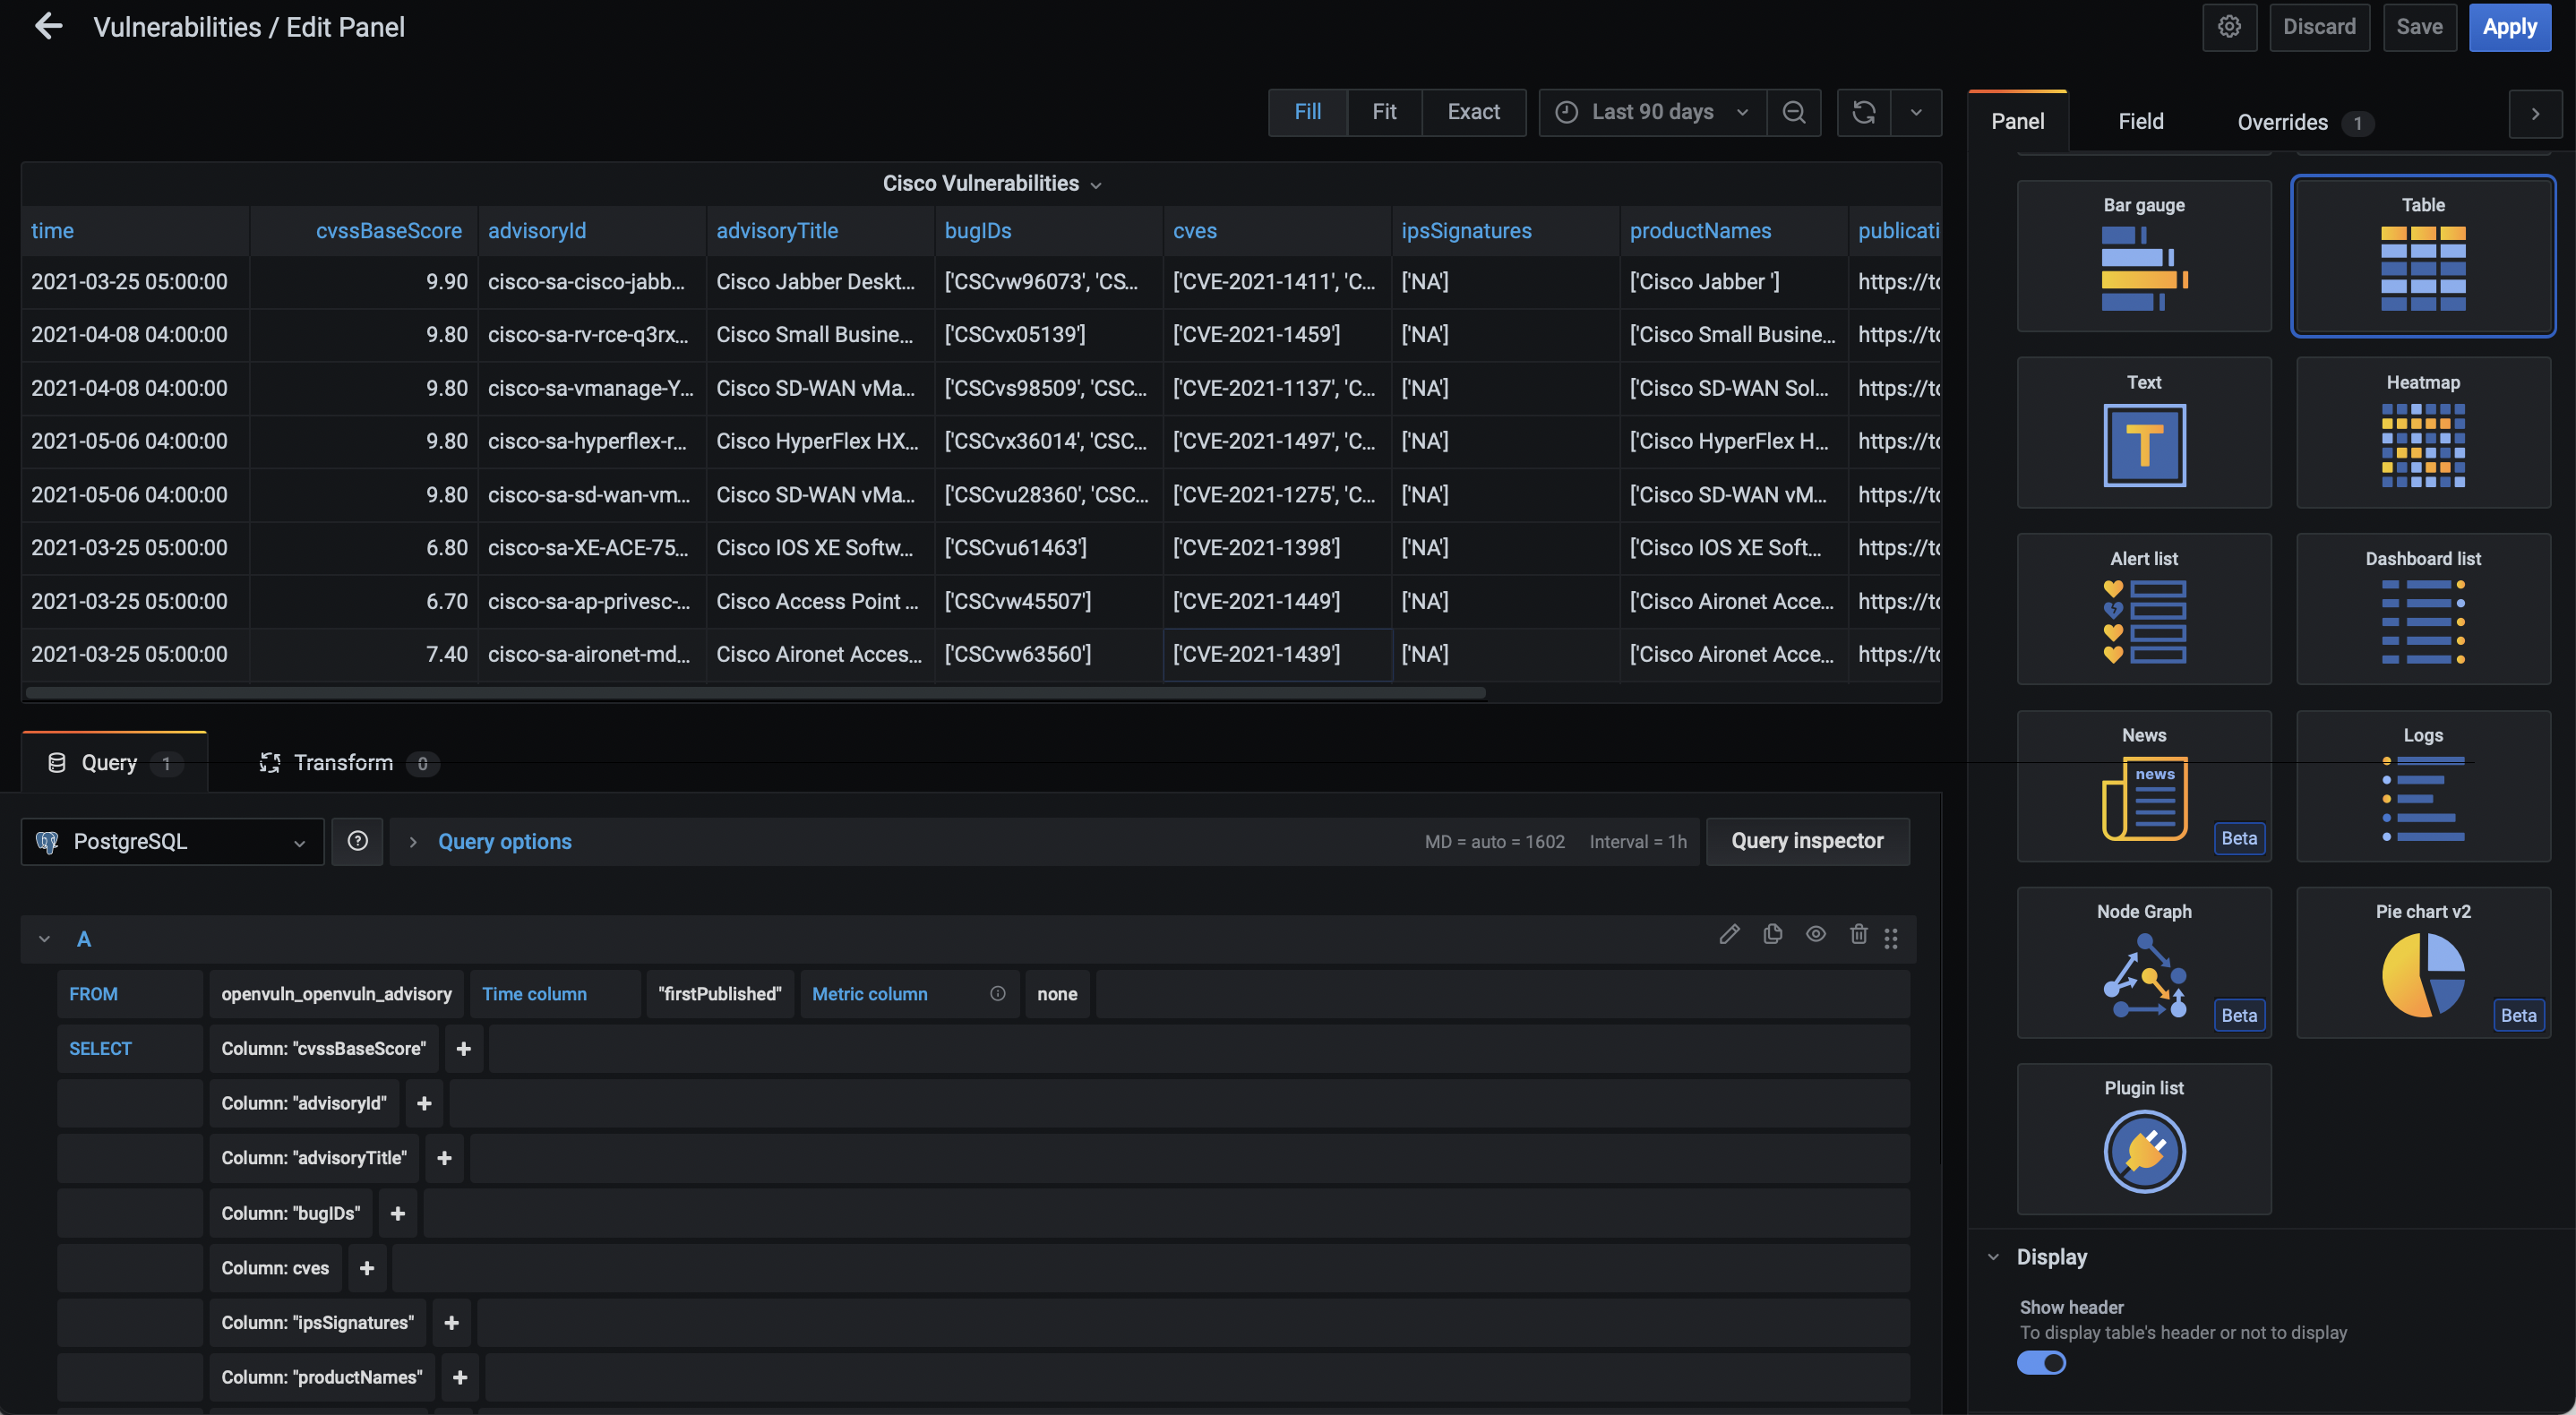 Vulnerabilities / Edit Panel
Discard
Save
Apply
Fill
Fit
Exact
Last 90 days
Panel
Field
Overrides 1
Cisco Vulnerabilities
time cvssBaseScore advisoryId advisoryTitle bugIDs cves ipsSignatures productNames publicati
2021-03-25 05:00:00 9.90 cisco-sa-cisco-jabb... Cisco Jabber Deskt... ['CSCvw96073', 'CS... ['CVE-2021-1411', 'C... ['NA'] ['Cisco Jabber '] https://to
2021-04-08 04:00:00 9.80 cisco-sa-rv-rce-q3rx... Cisco Small Busine... ['CSCvx05139'] ['CVE-2021-1459'] ['NA'] ['Cisco Small Busine... https://to
2021-04-08 04:00:00 9.80 cisco-sa-vmanage-Y... Cisco SD-WAN vMa... ['CSCvs98509', 'CSC... ['CVE-2021-1137', 'C... ['NA'] ['Cisco SD-WAN Sol... https://to
2021-05-06 04:00:00 9.80 cisco-sa-hyperflex-r... Cisco HyperFlex HX... ['CSCvx36014', 'CSC... ['CVE-2021-1497', 'C... ['NA'] ['Cisco HyperFlex H... https://to
2021-05-06 04:00:00 9.80 cisco-sa-sd-wan-vm... Cisco SD-WAN vMa... ['CSCvu28360', 'CSC... ['CVE-2021-1275', 'C... ['NA'] ['Cisco SD-WAN vM... https://to
2021-03-25 05:00:00 6.80 cisco-sa-XE-ACE-75... Cisco IOS XE Softw... ['CSCvu61463'] ['CVE-2021-1398'] ['NA'] ['Cisco IOS XE Soft... https://to
2021-03-25 05:00:00 6.70 cisco-sa-ap-privesc-... Cisco Access Point ... ['CSCvw45507'] ['CVE-2021-1449'] ['NA'] ['Cisco Aironet Acce... https://to
2021-03-25 05:00:00 7.40 cisco-sa-aironet-md... Cisco Aironet Acces... ['CSCvw63560'] ['CVE-2021-1439'] ['NA'] ['Cisco Aironet Acce... https://to
Query 1
Transform 0
PostgreSQL
Query options
MD = auto = 1602 Interval = 1h
Query inspector
A
FROM openvuln_openvuln_advisory Time column "firstPublished" Metric column none
SELECT Column: "cvssBaseScore" +
Column: "advisoryId" +
Column: "advisoryTitle" +
Column: "bugIDs" +
Column: cves +
Column: "ipsSignatures" +
Column: "productNames" +
Bar gauge
Table
Text
T
Heatmap
Alert list
Dashboard list
News
news
Beta
Logs
Node Graph
Beta
Pie chart v2
Beta
Plugin list
Display
Show header
To display table's header or not to display